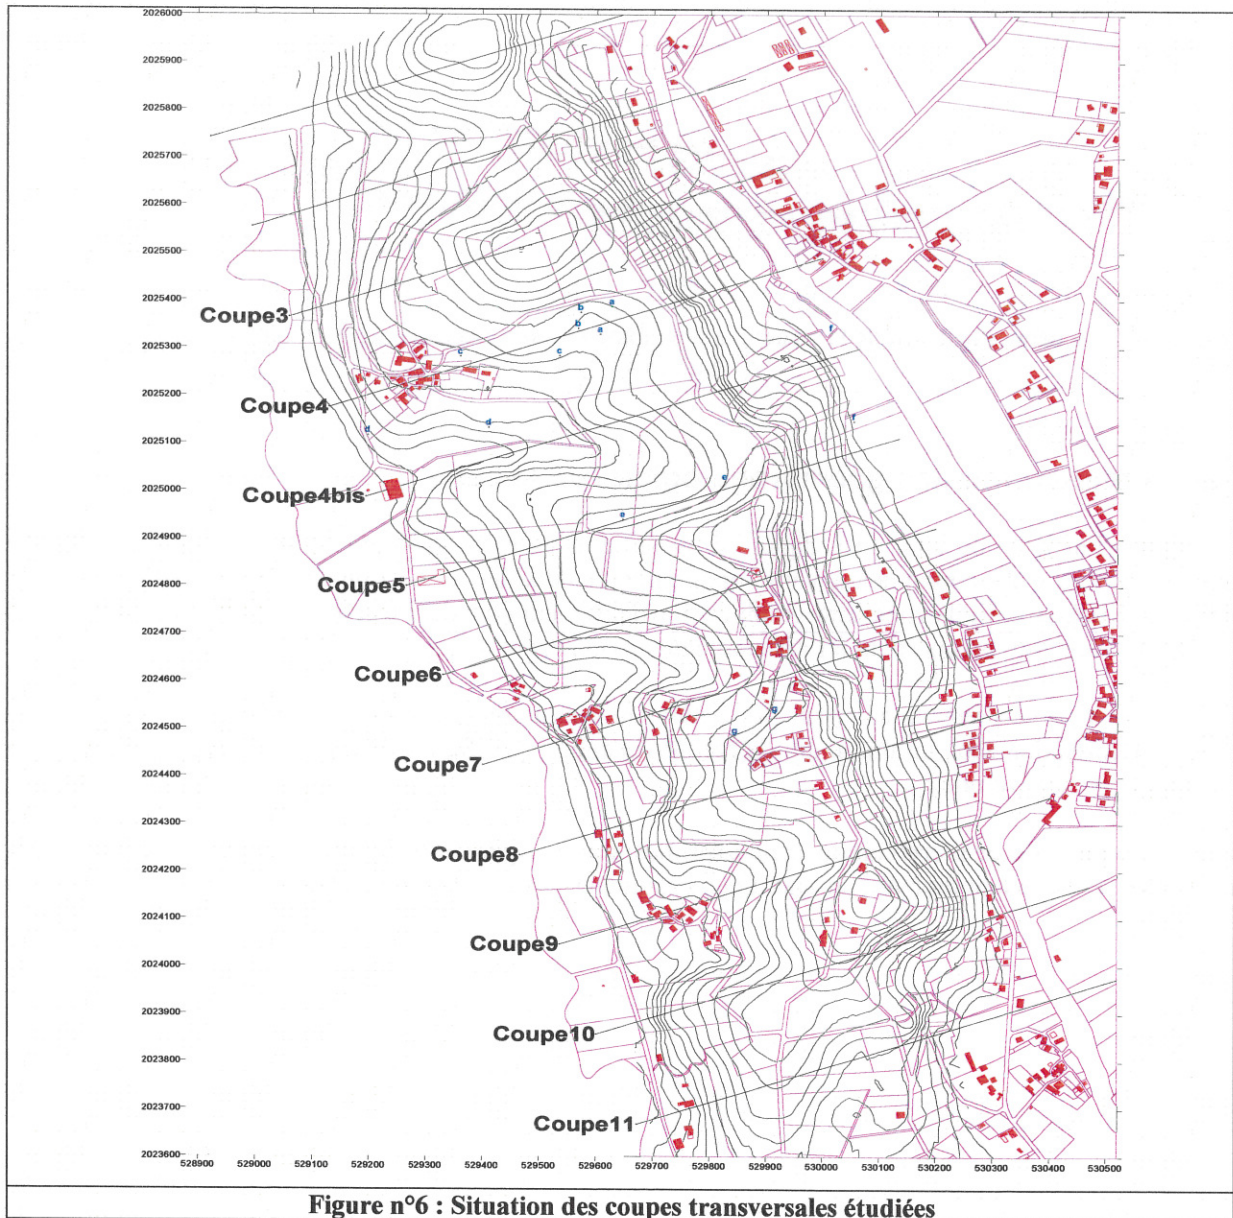 2026000
2025900
2025800
2025700
2025600
2025500
2025400
a
b
Coupe3
b
a
f
2025300
c
c
2025200
Coupe4
f
2025100
d
d
e
2025000
Coupe4bis
e
2024900
2024800
Coupe5
2024700
2024600
Coupe6
2024500
g
g
2024400
Coupe7
2024300
2024200
Coupe8
2024100
2024000
Coupe9
2023900
2023800
Coupe10
2023700
Coupe11
2023600
528900 529000 529100 529200 529300 529400 529500 529600 529700 529800 529900 530000 530100 530200 530300 530400 530500
Figure n°6 : Situation des coupes transversales étudiées